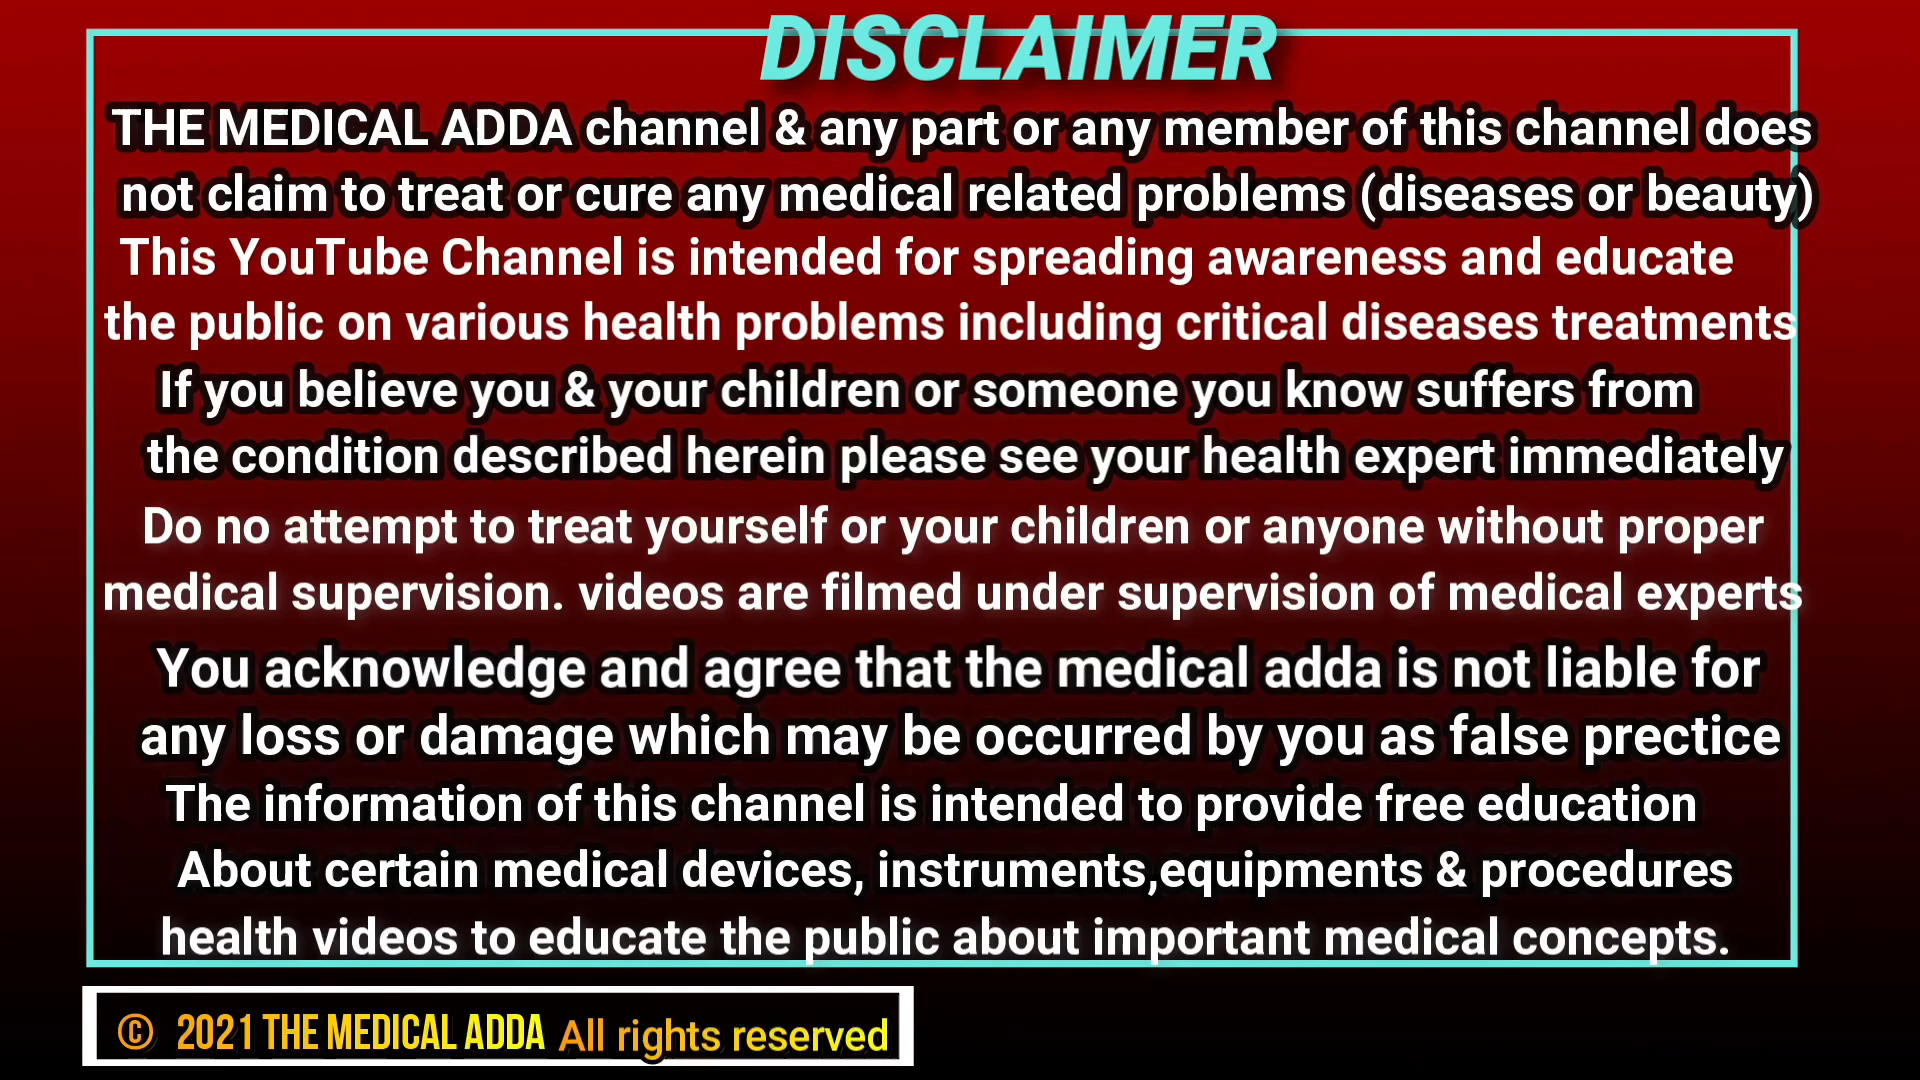 DISCLAIMER
THE MEDICAL ADDA channel & any part or any member of this channel does
not claim to treat or cure any medical related problems (diseases or beauty)
This YouTube Channel is intended for spreading awareness and educate
the public on various health problems including critical diseases treatments
If you believe you & your children or someone you know suffers from
the condition described herein please see your health expert immediately
Do no attempt to treat yourself or your children or anyone without proper
medical supervision. videos are filmed under supervision of medical experts
You acknowledge and agree that the medical adda is not liable for
any loss or damage which may be occurred by you as false prectice
The information of this channel is intended to provide free education
About certain medical devices, instruments,equipments & procedures
health videos to educate the public about important medical concepts.
© 2021 THE MEDICAL ADDA All rights reserved